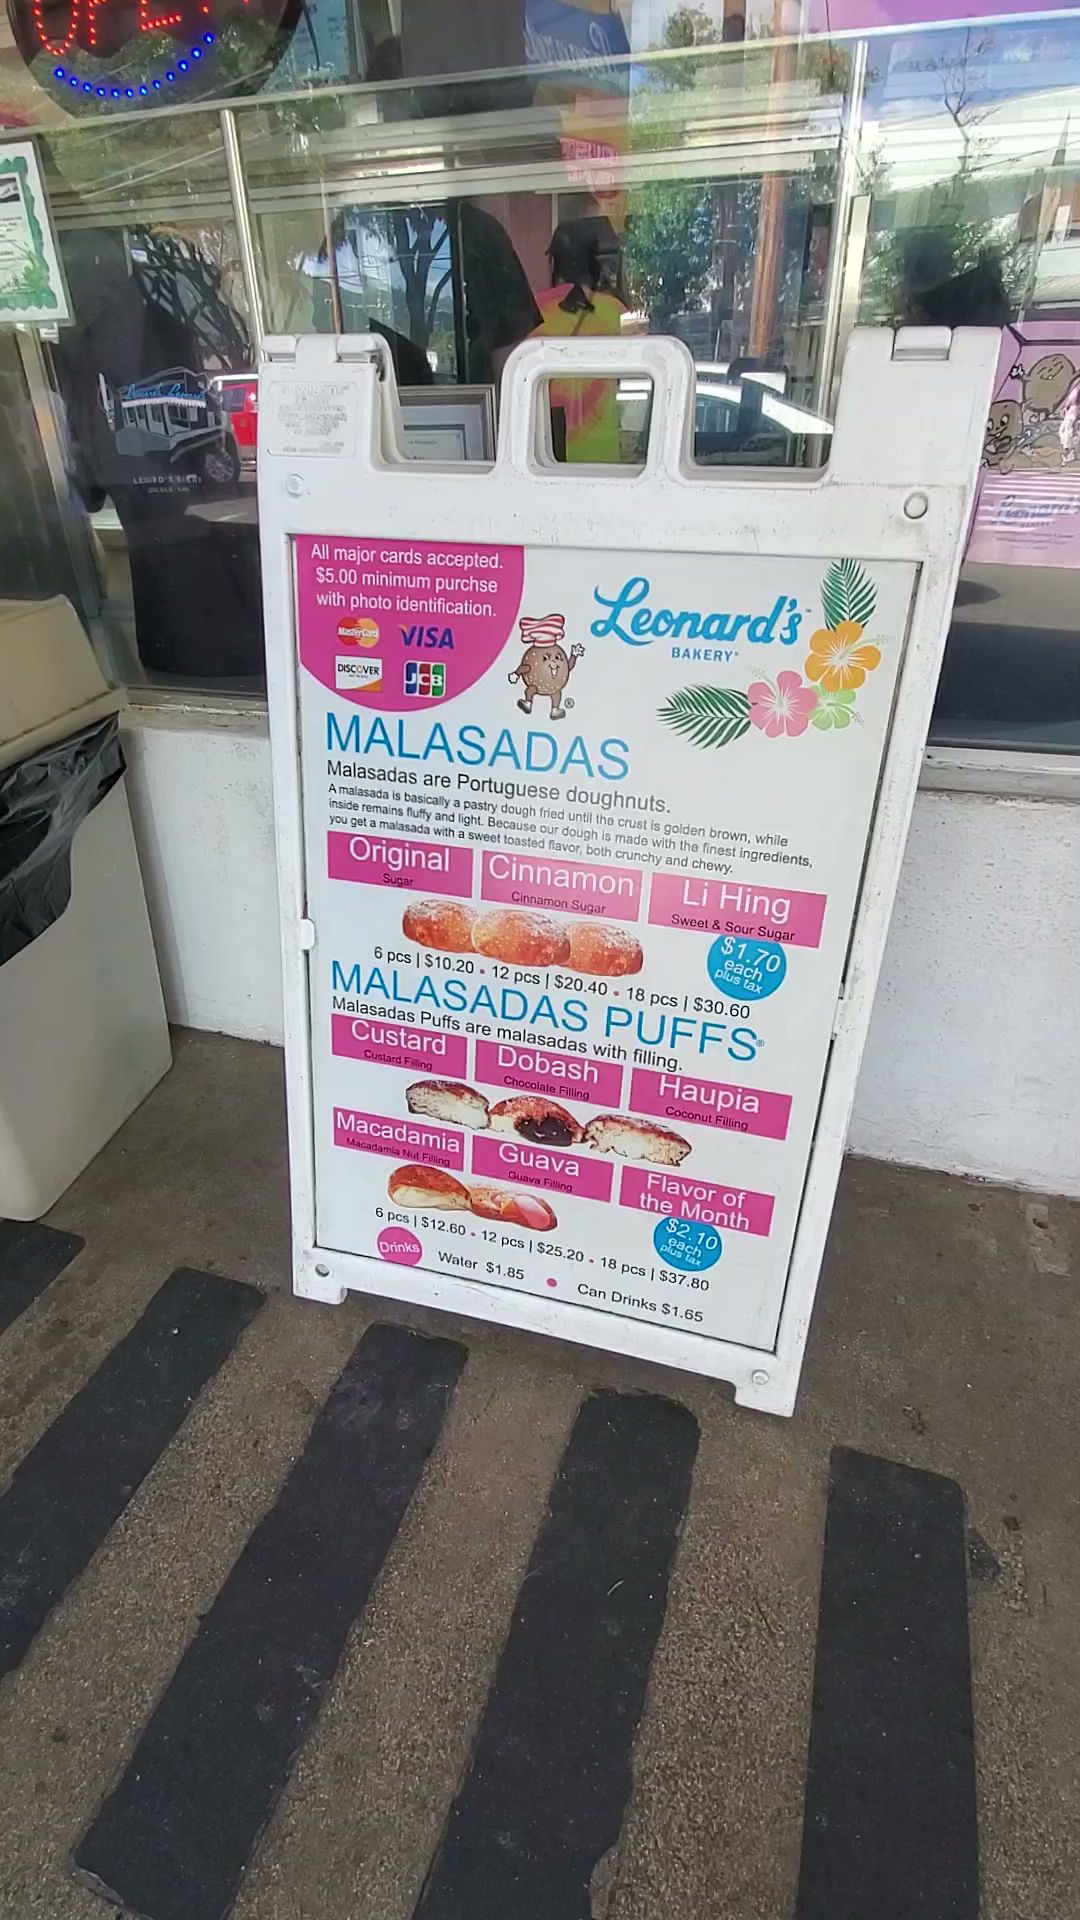 OPEN
All major cards accepted.
$5.00 minimum purchse
with photo identification.
MasterCard VISA
DISCOVER
NETWORK
JCB
Leonard's™
BAKERY®
®
MALASADAS
Malasadas are Portuguese doughnuts.
A malasada is basically a pastry dough fried until the crust is golden brown, while
inside remains fluffy and light. Because our dough is made with the finest ingredients,
you get a malasada with a sweet toasted flavor, both crunchy and chewy.
Original
Sugar
Cinnamon
Cinnamon Sugar
Li Hing
Sweet & Sour Sugar
$1.70
each
plus tax
6 pcs | $10.20 • 12 pcs | $20.40 • 18 pcs | $30.60
MALASADAS PUFFS®
Malasadas Puffs are malasadas with filling.
Custard
Custard Filling
Dobash
Chocolate Filling
Haupia
Coconut Filling
Macadamia
Macadamia Nut Filling
Guava
Guava Filling
Flavor of
the Month
$2.10
each
plus tax
6 pcs | $12.60 • 12 pcs | $25.20 • 18 pcs | $37.80
Drinks
Water $1.85 • Can Drinks $1.65
Leonard's